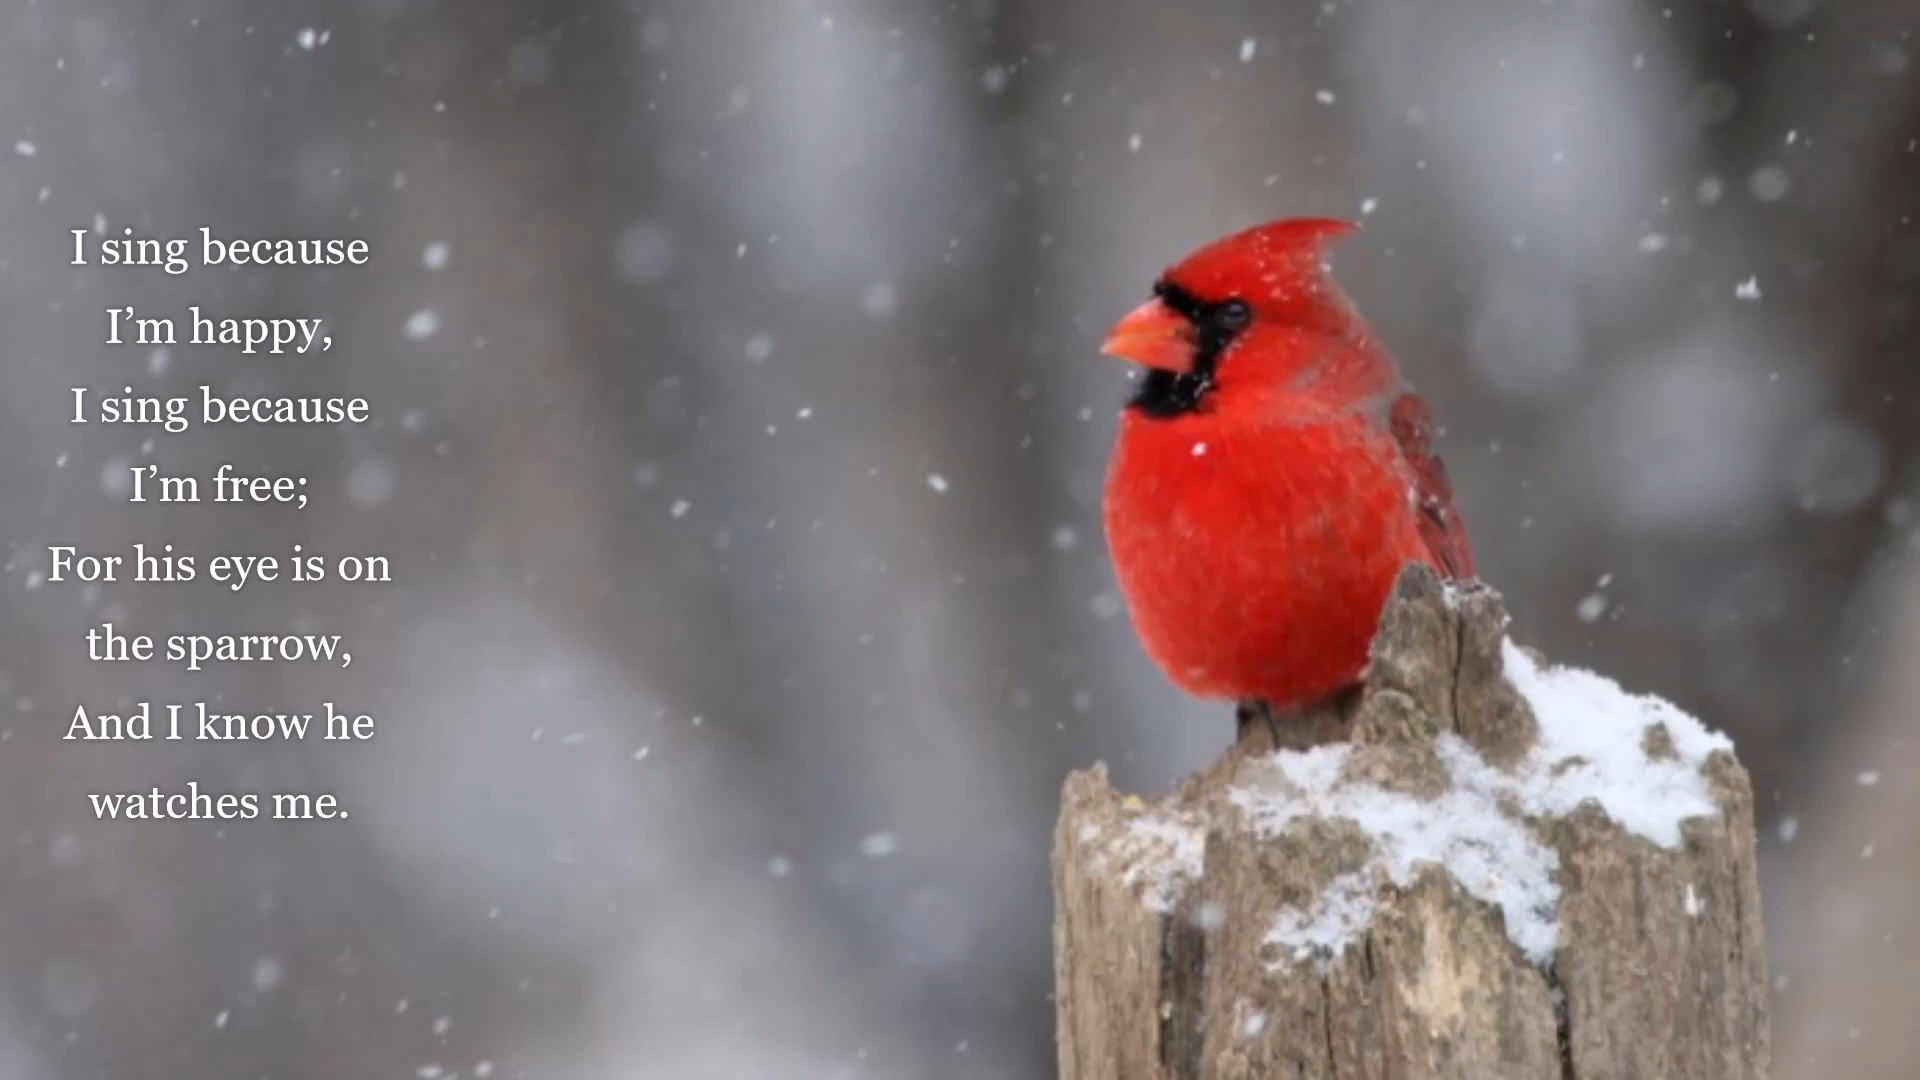 I sing because
I’m happy,
I sing because
I’m free;
For his eye is on
the sparrow,
And I know he
watches me.